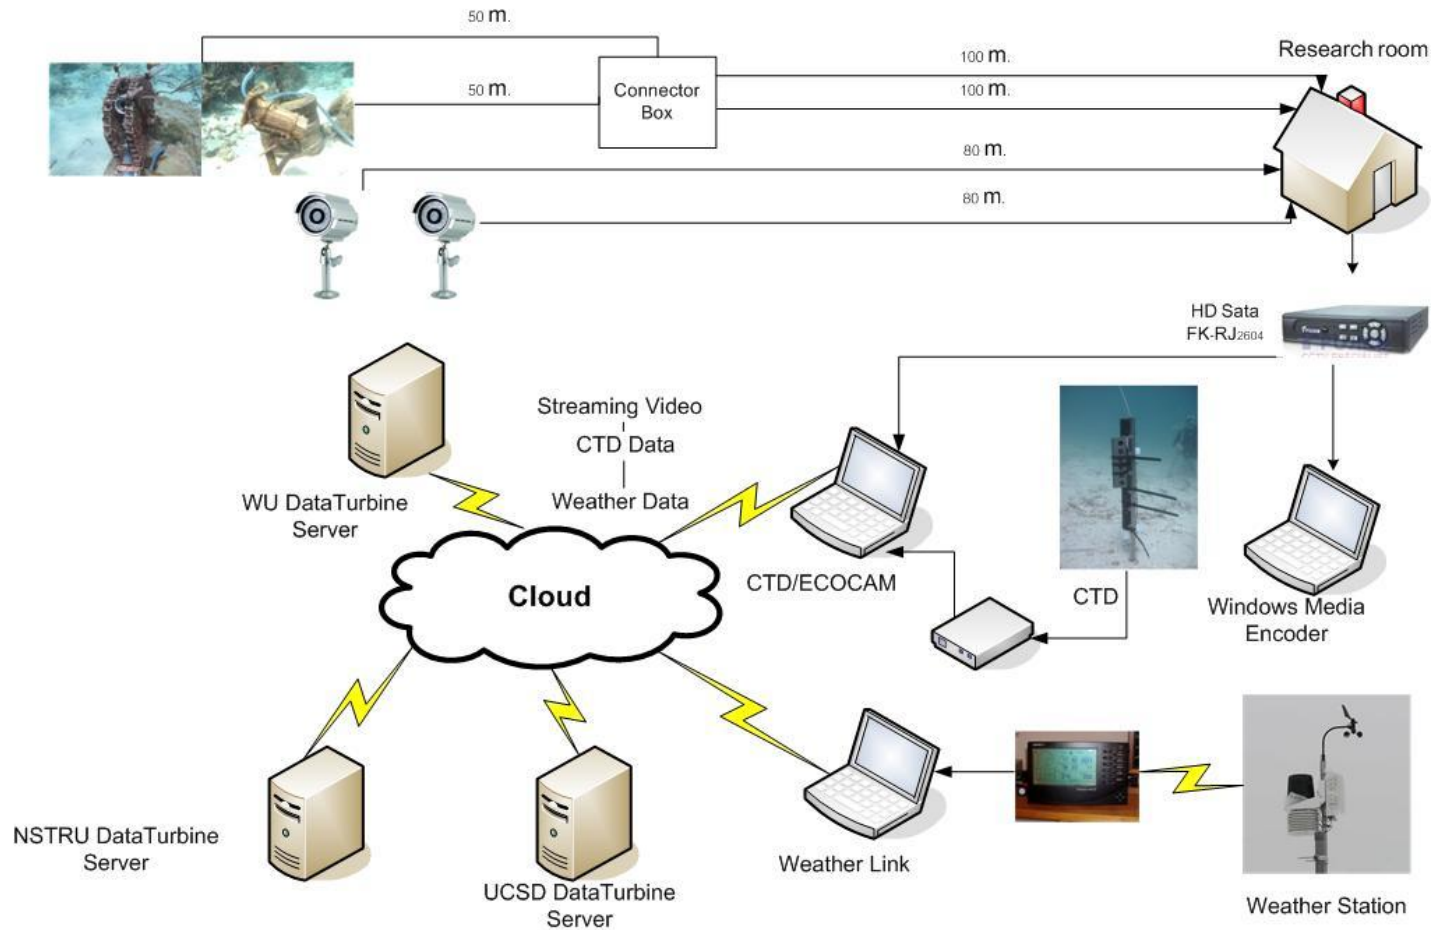 50 m.
50 m.
Connector
Box
100 m.
100 m.
Research room
80 m.
80 m.
HD Sata
FK-RJ2604
Streaming Video
CTD Data
Weather Data
WU DataTurbine
Server
Cloud
CTD/ECOCAM
CTD
Windows Media
Encoder
NSTRU DataTurbine
Server
UCSD DataTurbine
Server
Weather Link
Weather Station